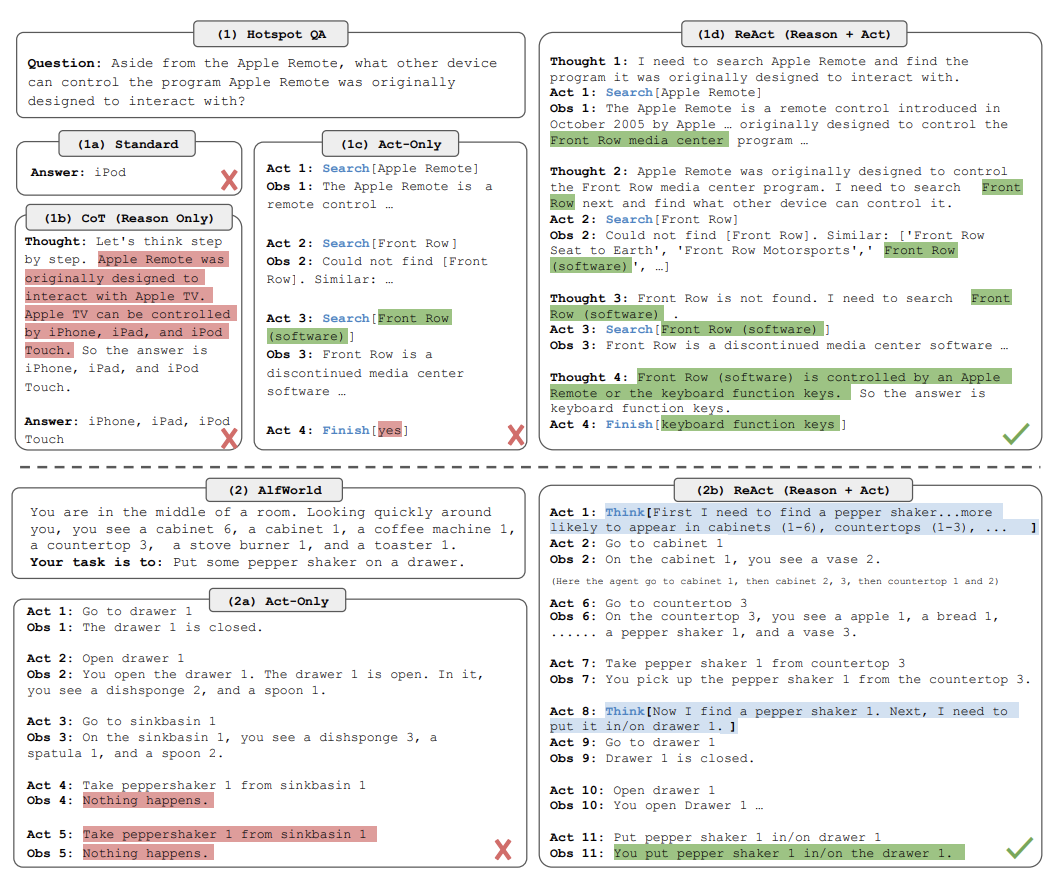 (1) Hotspot QA
Question: Aside from the Apple Remote, what other device
can control the program Apple Remote was originally
designed to interact with?
(1a) Standard
Answer: iPod
(1b) CoT (Reason Only)
Thought: Let's think step
by step. Apple Remote was
originally designed to
interact with Apple TV.
Apple TV can be controlled
by iPhone, iPad, and iPod
Touch. So the answer is
iPhone, iPad, and iPod
Touch.
Answer: iPhone, iPad, iPod
Touch
(1c) Act-Only
Act 1: Search[Apple Remote]
Obs 1: The Apple Remote is a
remote control …
Act 2: Search[Front Row]
Obs 2: Could not find [Front
Row]. Similar: …
Act 3: Search[Front Row
(software)]
Obs 3: Front Row is a
discontinued media center
software …
Act 4: Finish[yes]
(1d) ReAct (Reason + Act)
Thought 1: I need to search Apple Remote and find the
program it was originally designed to interact with.
Act 1: Search[Apple Remote]
Obs 1: The Apple Remote is a remote control introduced in
October 2005 by Apple … originally designed to control the
Front Row media center program …
Thought 2: Apple Remote was originally designed to control
the Front Row media center program. I need to search Front
Row next and find what other device can control it.
Act 2: Search[Front Row]
Obs 2: Could not find [Front Row]. Similar: ['Front Row
Seat to Earth', 'Front Row Motorsports',' Front Row
(software)', …]
Thought 3: Front Row is not found. I need to search Front
Row (software) .
Act 3: Search[Front Row (software) ]
Obs 3: Front Row is a discontinued media center software …
Thought 4: Front Row (software) is controlled by an Apple
Remote or the keyboard function keys. So the answer is
keyboard function keys.
Act 4: Finish[keyboard function keys ]
(2) AlfWorld
You are in the middle of a room. Looking quickly around
you, you see a cabinet 6, a cabinet 1, a coffee machine 1,
a countertop 3, a stove burner 1, and a toaster 1.
Your task is to: Put some pepper shaker on a drawer.
(2a) Act-Only
Act 1: Go to drawer 1
Obs 1: The drawer 1 is closed.
Act 2: Open drawer 1
Obs 2: You open the drawer 1. The drawer 1 is open. In it,
you see a dishsponge 2, and a spoon 1.
Act 3: Go to sinkbasin 1
Obs 3: On the sinkbasin 1, you see a dishsponge 3, a
spatula 1, and a spoon 2.
Act 4: Take peppershaker 1 from sinkbasin 1
Obs 4: Nothing happens.
Act 5: Take peppershaker 1 from sinkbasin 1
Obs 5: Nothing happens.
(2b) ReAct (Reason + Act)
Act 1: Think[First I need to find a pepper shaker...more
likely to appear in cabinets (1-6), countertops (1-3), ... ]
Act 2: Go to cabinet 1
Obs 2: On the cabinet 1, you see a vase 2.
(Here the agent go to cabinet 1, then cabinet 2, 3, then countertop 1 and 2)
Act 6: Go to countertop 3
Obs 6: On the countertop 3, you see a apple 1, a bread 1,
...... a pepper shaker 1, and a vase 3.
Act 7: Take pepper shaker 1 from countertop 3
Obs 7: You pick up the pepper shaker 1 from the countertop 3.
Act 8: Think[Now I find a pepper shaker 1. Next, I need to
put it in/on drawer 1. ]
Act 9: Go to drawer 1
Obs 9: Drawer 1 is closed.
Act 10: Open drawer 1
Obs 10: You open Drawer 1 …
Act 11: Put pepper shaker 1 in/on drawer 1
Obs 11: You put pepper shaker 1 in/on the drawer 1.